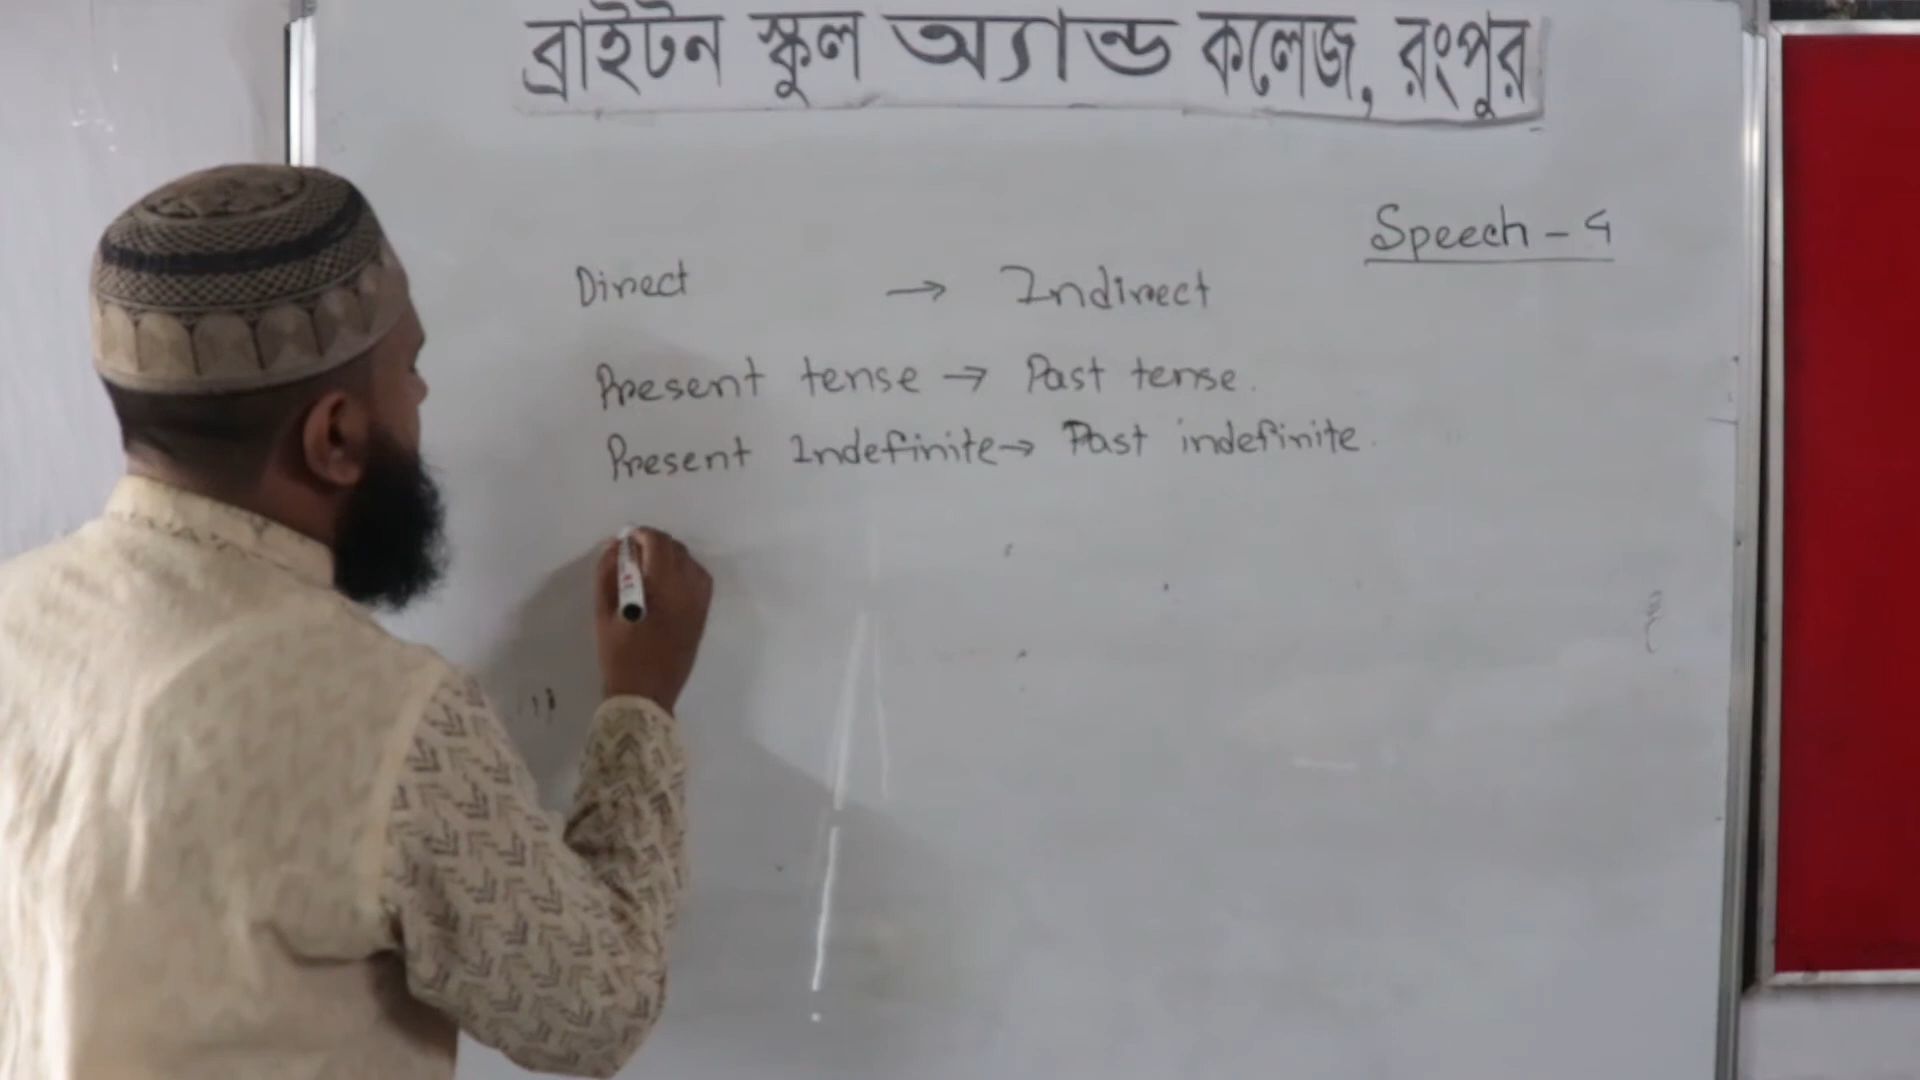 ব্রাইটন স্কুল অ্যান্ড কলেজ, রংপুর
Speech - 4
Direct → Indirect
Present tense → Past tense.
Present Indefinite → Past indefinite.